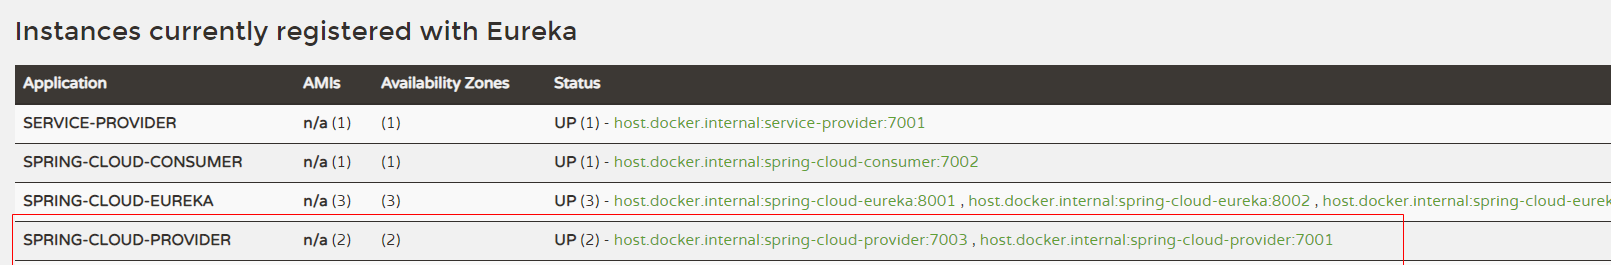 Instances currently registered with Eureka
Application AMIs Availability Zones Status
SERVICE-PROVIDER n/a (1) (1) UP (1) - host.docker.internal:service-provider:7001
SPRING-CLOUD-CONSUMER n/a (1) (1) UP (1) - host.docker.internal:spring-cloud-consumer:7002
SPRING-CLOUD-EUREKA n/a (3) (3) UP (3) - host.docker.internal:spring-cloud-eureka:8001 , host.docker.internal:spring-cloud-eureka:8002 , host.docker.internal:spring-cloud-eurek
SPRING-CLOUD-PROVIDER n/a (2) (2) UP (2) - host.docker.internal:spring-cloud-provider:7003 , host.docker.internal:spring-cloud-provider:7001